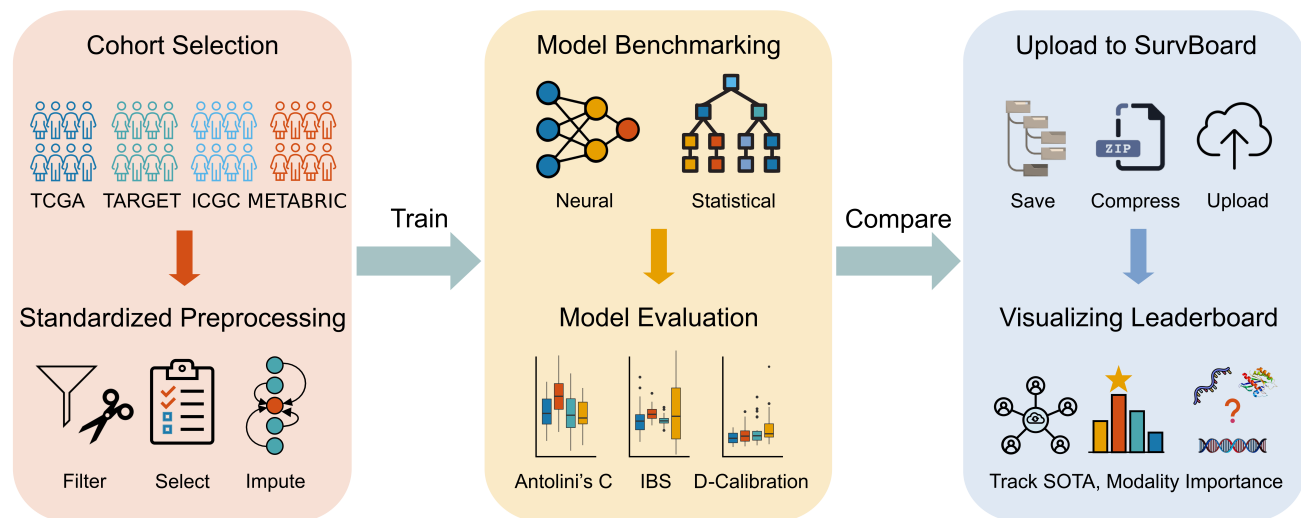 Cohort Selection
TCGA TARGET ICGC METABRIC
Standardized Preprocessing
Filter Select Impute
Train
Model Benchmarking
Neural Statistical
Model Evaluation
Antolini's C IBS D-Calibration
Compare
Upload to SurvBoard
ZIP
Save Compress Upload
Visualizing Leaderboard
?
Track SOTA, Modality Importance